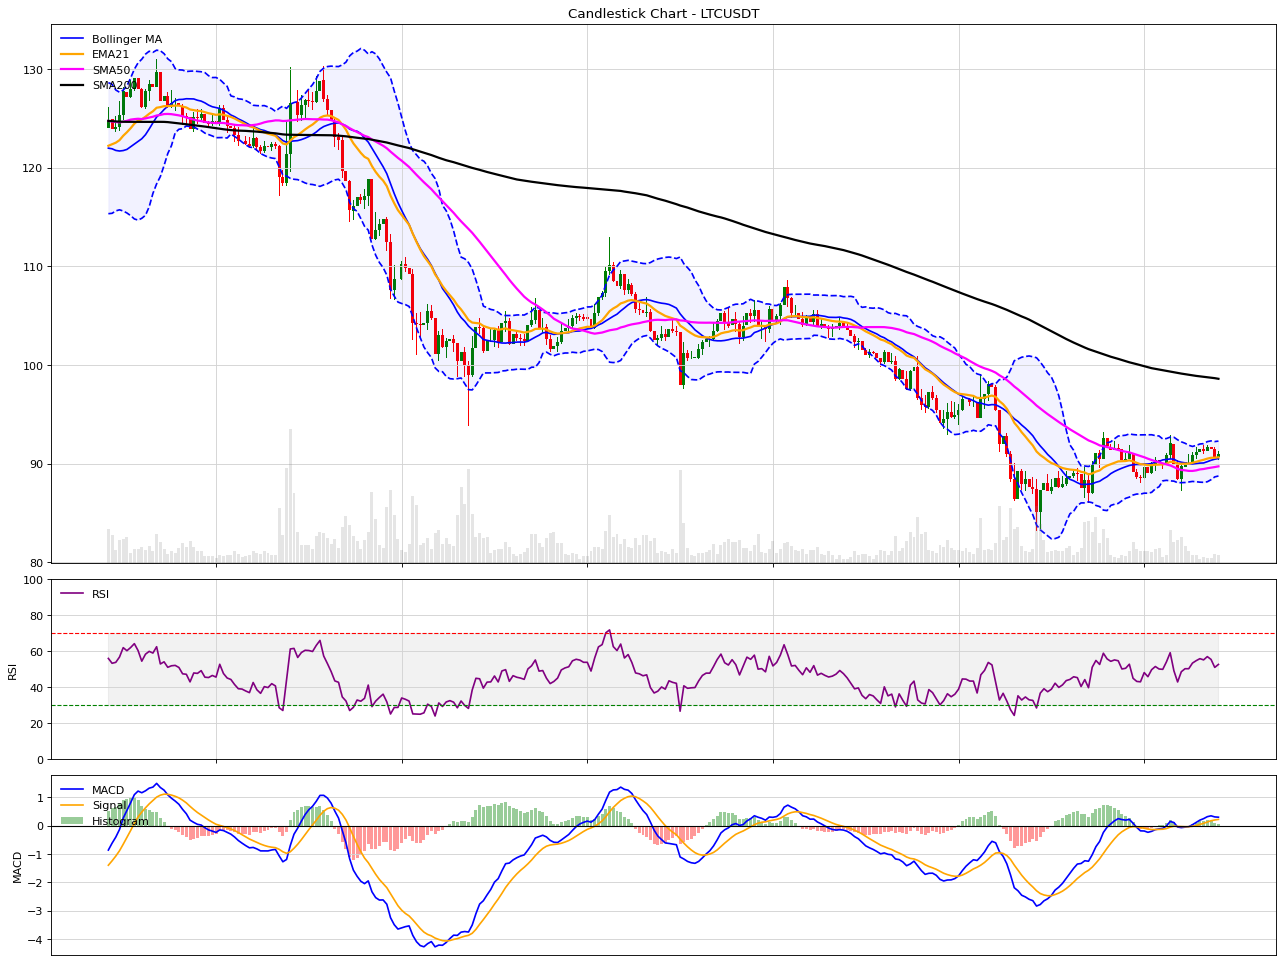 Candlestick Chart - LTCUSDT
Bollinger MA
EMA21
SMA50
SMA200
130
120
110
100
90
80
RSI
100
80
60
40
20
0
RSI
MACD
Signal
Histogram
1
0
−1
−2
−3
−4
MACD